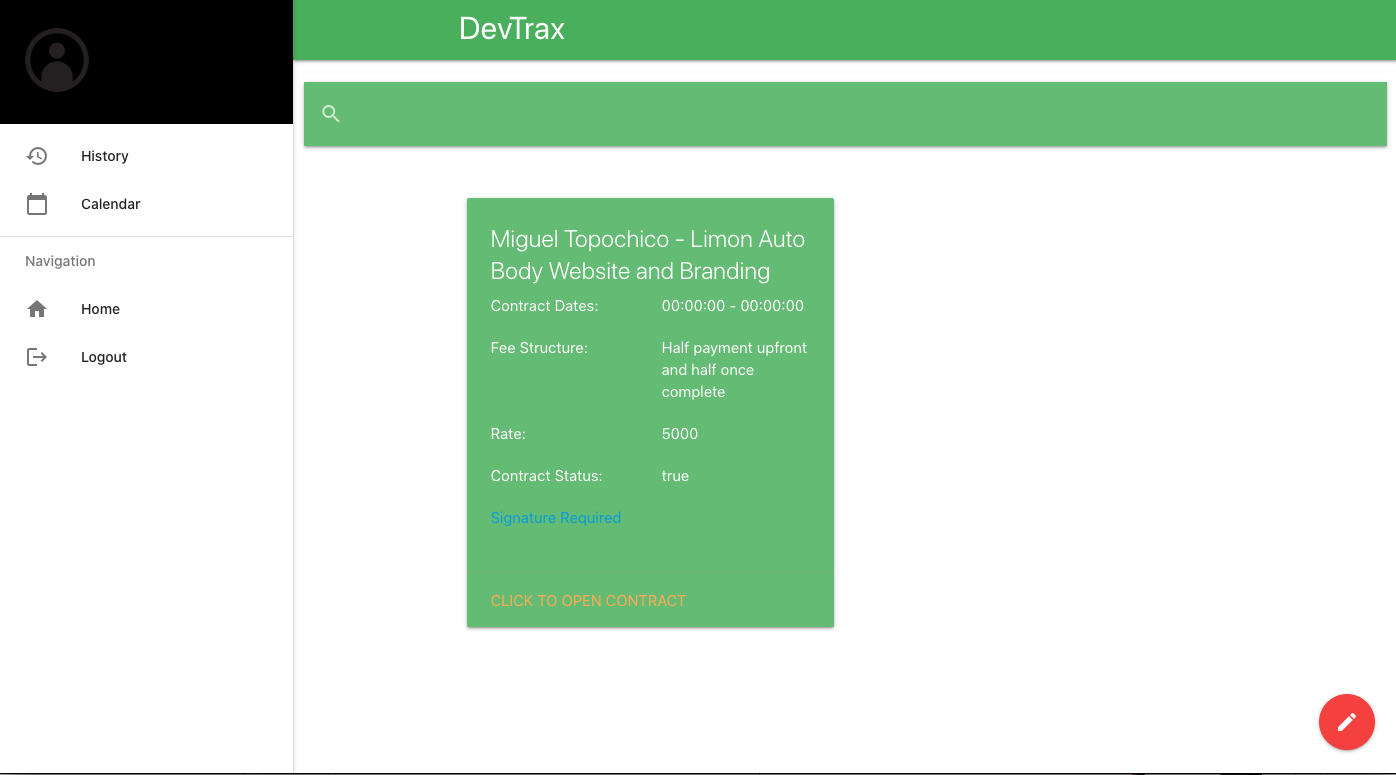 DevTrax
History
Calendar
Navigation
Home
Logout
Miguel Topochico - Limon Auto
Body Website and Branding
Contract Dates: 00:00:00 - 00:00:00
Fee Structure: Half payment upfront
and half once
complete
Rate: 5000
Contract Status: true
Signature Required
CLICK TO OPEN CONTRACT